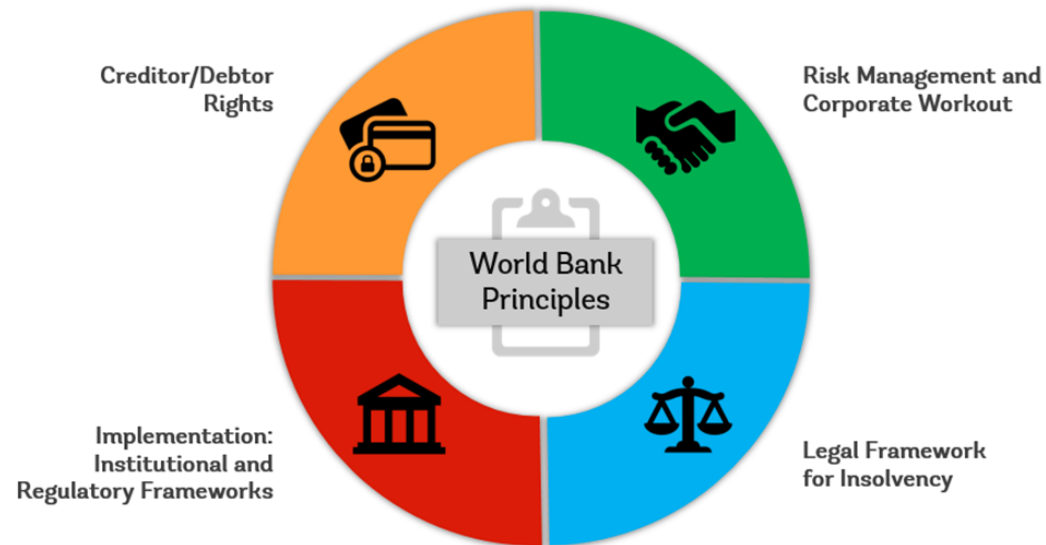 Creditor/Debtor
Rights
Risk Management and
Corporate Workout
World Bank
Principles
Implementation:
Institutional and
Regulatory Frameworks
Legal Framework
for Insolvency